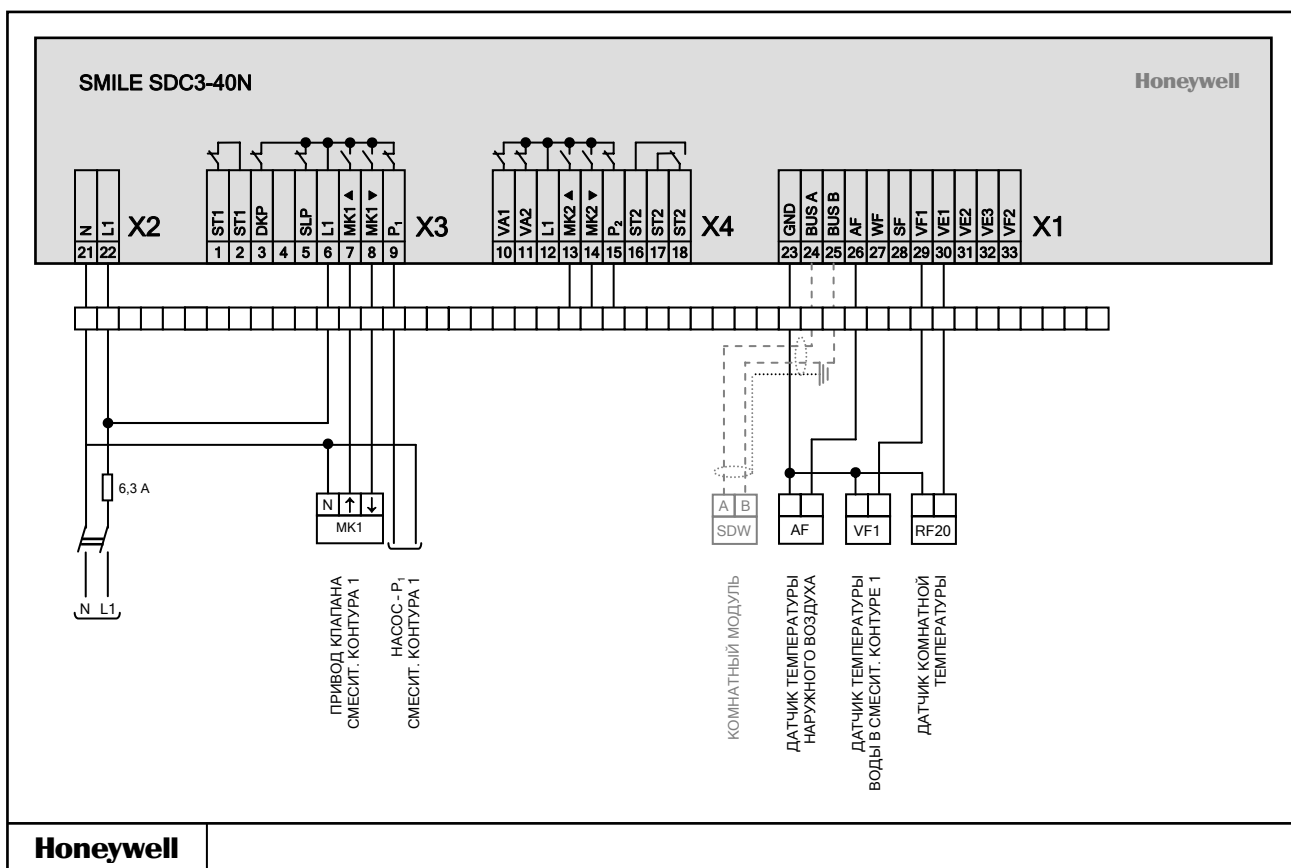 SMILE SDC3-40N
Honeywell
N
L1
X2
ST1
ST1
DKP
SLP
L1
MK1 ▲
MK1 ▼
P1
X3
VA1
VA2
L1
MK2 ▲
MK2 ▼
P2
ST2
ST2
ST2
X4
GND
BUS A
BUS B
AF
WF
SF
VF1
VE1
VE2
VE3
VF2
X1
21 22
1 2 3 4 5 6 7 8 9
10 11 12 13 14 15 16 17 18
23 24 25 26 27 28 29 30 31 32 33
6,3 A
N ↑ ↓
MK1
A B
SDW
AF
VF1
RF20
N L1
ПРИВОД КЛАПАНА
СМЕСИТ. КОНТУРА 1
НАСОС - P1
СМЕСИТ. КОНТУРА 1
КОМНАТНЫЙ МОДУЛЬ
ДАТЧИК ТЕМПЕРАТУРЫ
НАРУЖНОГО ВОЗДУХА
ДАТЧИК ТЕМПЕРАТУРЫ
ВОДЫ В СМЕСИТ. КОНТУРЕ 1
ДАТЧИК КОМНАТНОЙ
ТЕМПЕРАТУРЫ
Honeywell